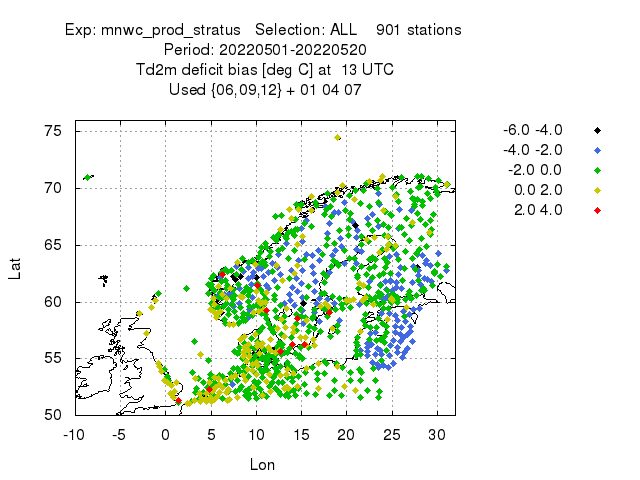 Exp: mnwc_prod_stratus Selection: ALL 901 stations
Period: 20220501-20220520
Td2m deficit bias [deg C] at 13 UTC
Used {06,09,12} + 01 04 07
-6.0 -4.0
-4.0 -2.0
-2.0 0.0
0.0 2.0
2.0 4.0
75
70
65
60
55
50
Lat
-10 -5 0 5 10 15 20 25 30
Lon